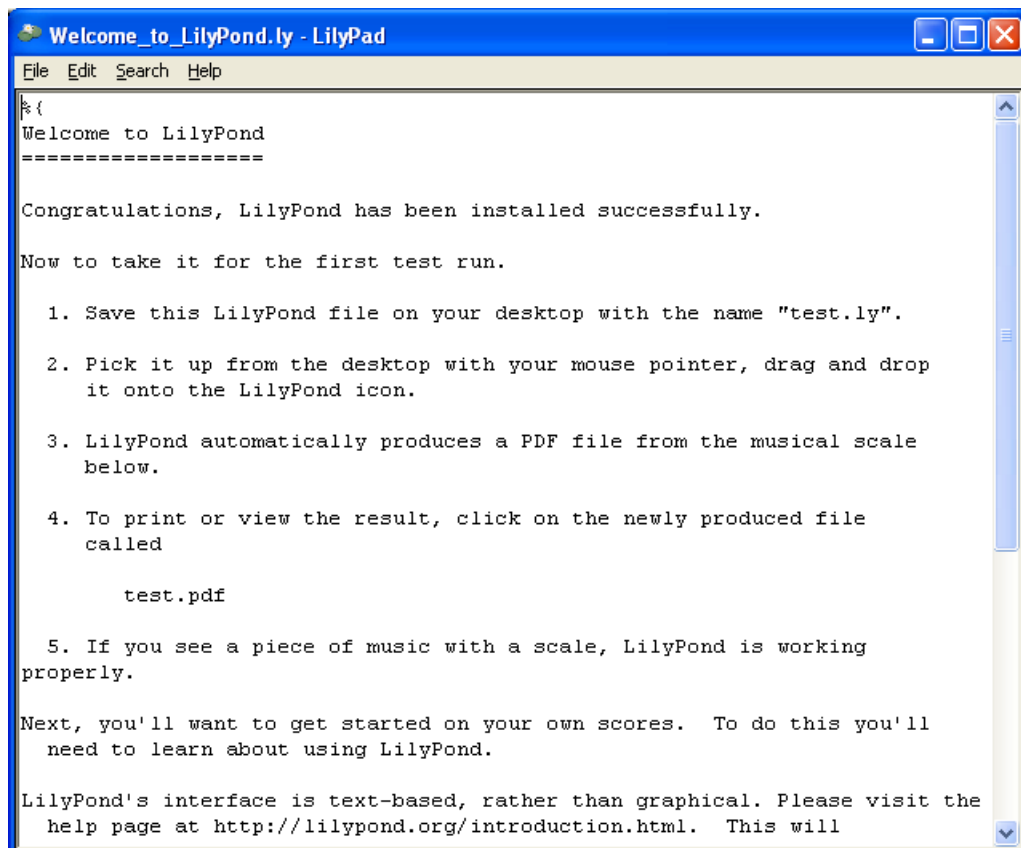 Welcome_to_LilyPond.ly - LilyPad
File Edit Search Help
%{
Welcome to LilyPond
===================
Congratulations, LilyPond has been installed successfully.
Now to take it for the first test run.
1. Save this LilyPond file on your desktop with the name "test.ly".
2. Pick it up from the desktop with your mouse pointer, drag and drop
it onto the LilyPond icon.
3. LilyPond automatically produces a PDF file from the musical scale
below.
4. To print or view the result, click on the newly produced file
called
test.pdf
5. If you see a piece of music with a scale, LilyPond is working
properly.
Next, you'll want to get started on your own scores.  To do this you'll
need to learn about using LilyPond.
LilyPond's interface is text-based, rather than graphical. Please visit the
help page at http://lilypond.org/introduction.html.  This will